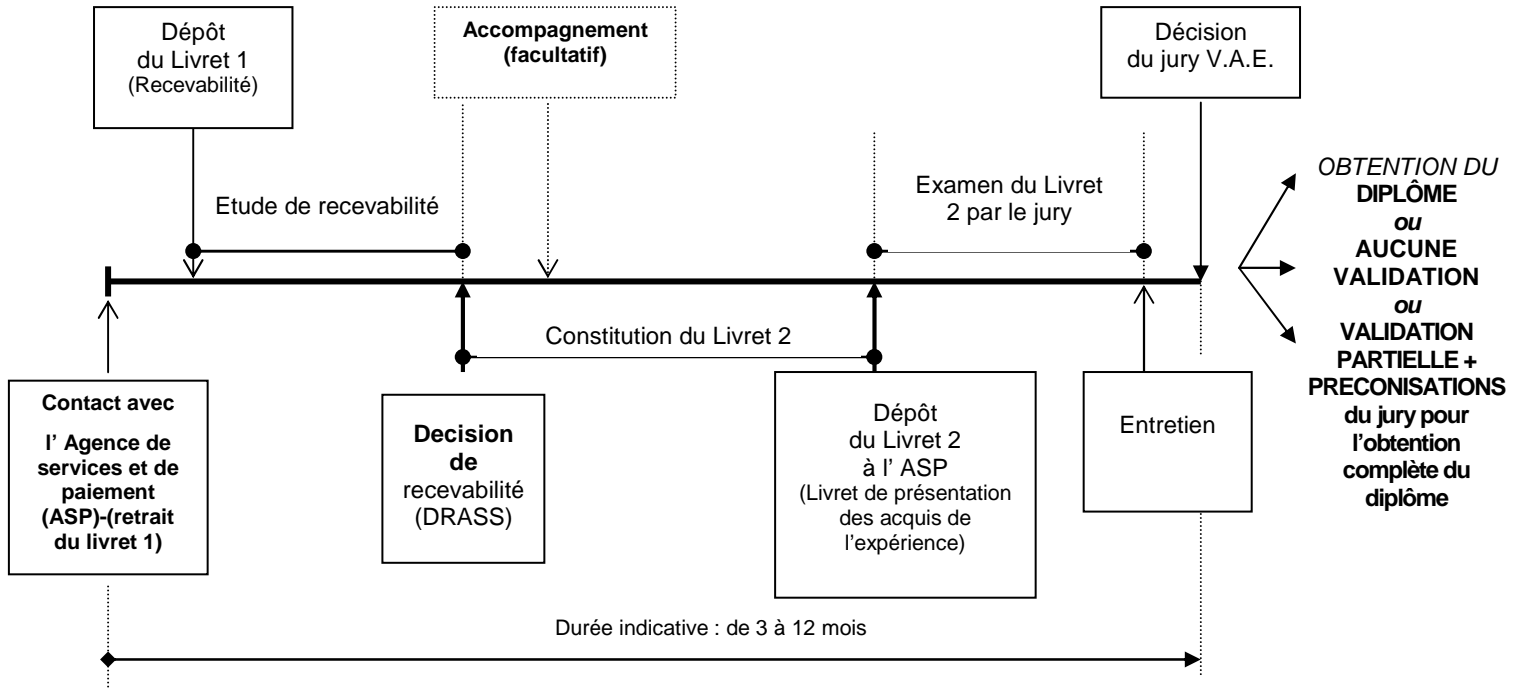 Dépôt
du Livret 1
(Recevabilité)
Accompagnement
(facultatif)
Décision
du jury V.A.E.
Etude de recevabilité
Examen du Livret
2 par le jury
OBTENTION DU
DIPLÔME
ou
AUCUNE
VALIDATION
ou
VALIDATION
PARTIELLE +
PRECONISATIONS
du jury pour
l'obtention
complète du
diplôme
Constitution du Livret 2
Contact avec
l' Agence de
services et de
paiement
(ASP)-(retrait
du livret 1)
Decision
de
recevabilité
(DRASS)
Dépôt
du Livret 2
à l' ASP
(Livret de présentation
des acquis de
l'expérience)
Entretien
Durée indicative : de 3 à 12 mois